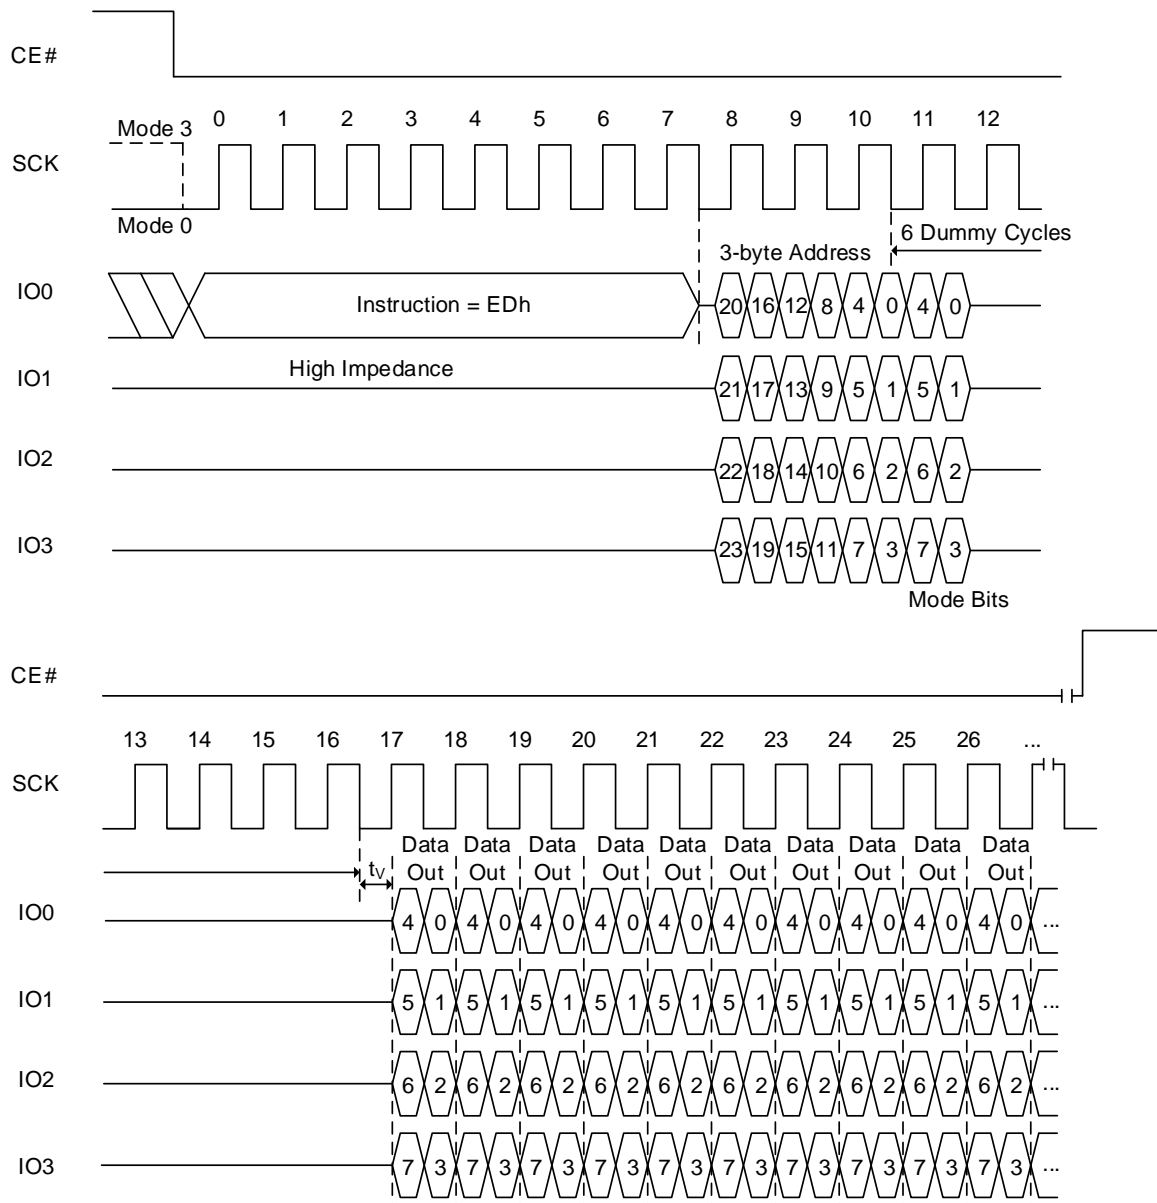 CE#
0 1 2 3 4 5 6 7 8 9 10 11 12
Mode 3
SCK
Mode 0
6 Dummy Cycles
3-byte Address
IO0
Instruction = EDh
20 16 12 8 4 0 4 0
High Impedance
IO1
21 17 13 9 5 1 5 1
IO2
22 18 14 10 6 2 6 2
IO3
23 19 15 11 7 3 7 3
Mode Bits
CE#
13 14 15 16 17 18 19 20 21 22 23 24 25 26 ...
SCK
Data Data Data Data Data Data Data Data Data Data
tV Out Out Out Out Out Out Out Out Out Out
IO0 4 0 4 0 4 0 4 0 4 0 4 0 4 0 4 0 4 0 4 0 ...
IO1 5 1 5 1 5 1 5 1 5 1 5 1 5 1 5 1 5 1 5 1 ...
IO2 6 2 6 2 6 2 6 2 6 2 6 2 6 2 6 2 6 2 6 2 ...
IO3 7 3 7 3 7 3 7 3 7 3 7 3 7 3 7 3 7 3 7 3 ...